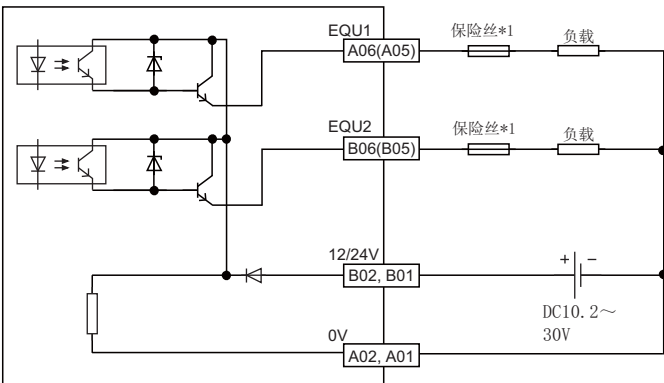 EQU1
A06(A05)
保险丝*1
负载
EQU2
B06(B05)
保险丝*1
负载
12/24V
B02, B01
+ −
DC10.2～
30V
0V
A02, A01